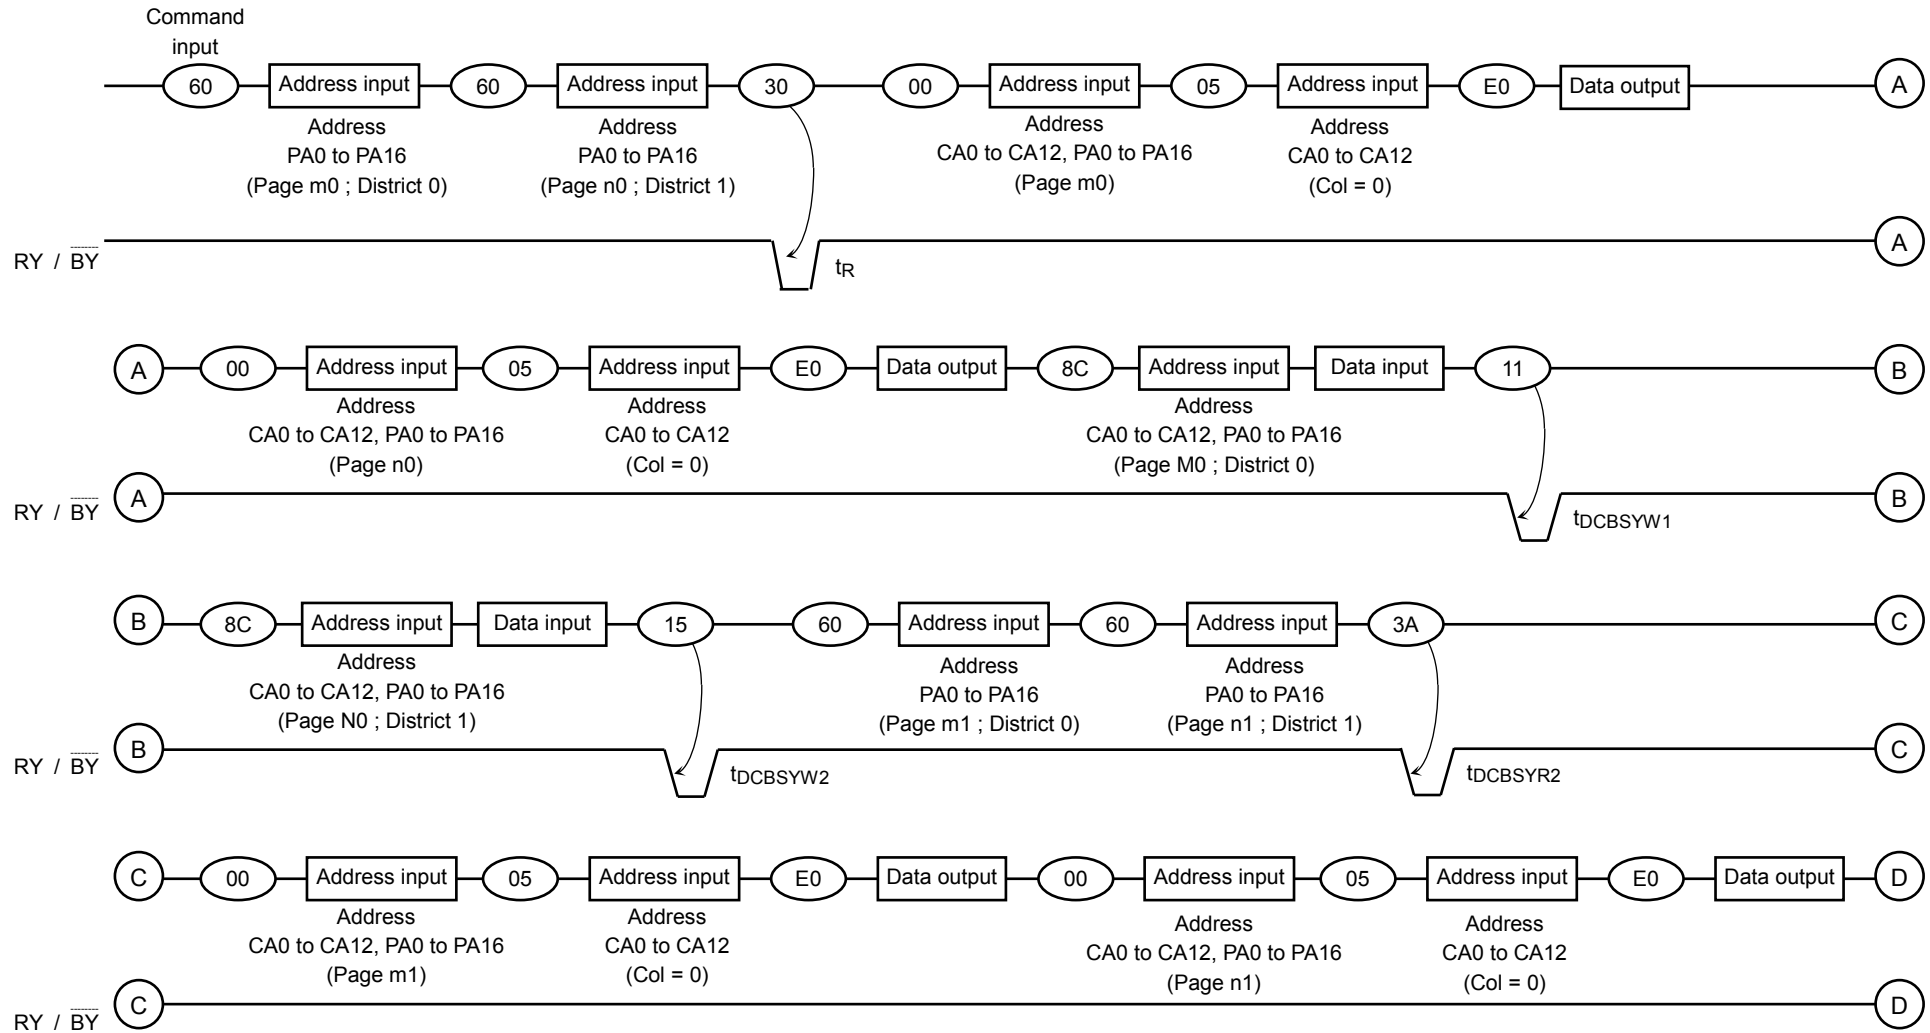 Command
input
60 Address input 60 Address input 30 00 Address input 05 Address input E0 Data output A
Address
PA0 to PA16
(Page m0 ; District 0)
Address
PA0 to PA16
(Page n0 ; District 1)
Address
CA0 to CA12, PA0 to PA16
(Page m0)
Address
CA0 to CA12
(Col = 0)
RY / BY
tR
A
A 00 Address input 05 Address input E0 Data output 8C Address input Data input 11 B
Address
CA0 to CA12, PA0 to PA16
(Page n0)
Address
CA0 to CA12
(Col = 0)
Address
CA0 to CA12, PA0 to PA16
(Page M0 ; District 0)
RY / BY
A
tDCBSYW1
B
B 8C Address input Data input 15 60 Address input 60 Address input 3A C
Address
CA0 to CA12, PA0 to PA16
(Page N0 ; District 1)
Address
PA0 to PA16
(Page m1 ; District 0)
Address
PA0 to PA16
(Page n1 ; District 1)
RY / BY
B
tDCBSYW2
tDCBSYR2
C
C 00 Address input 05 Address input E0 Data output 00 Address input 05 Address input E0 Data output D
Address
CA0 to CA12, PA0 to PA16
(Page m1)
Address
CA0 to CA12
(Col = 0)
Address
CA0 to CA12, PA0 to PA16
(Page n1)
Address
CA0 to CA12
(Col = 0)
RY / BY
C
D